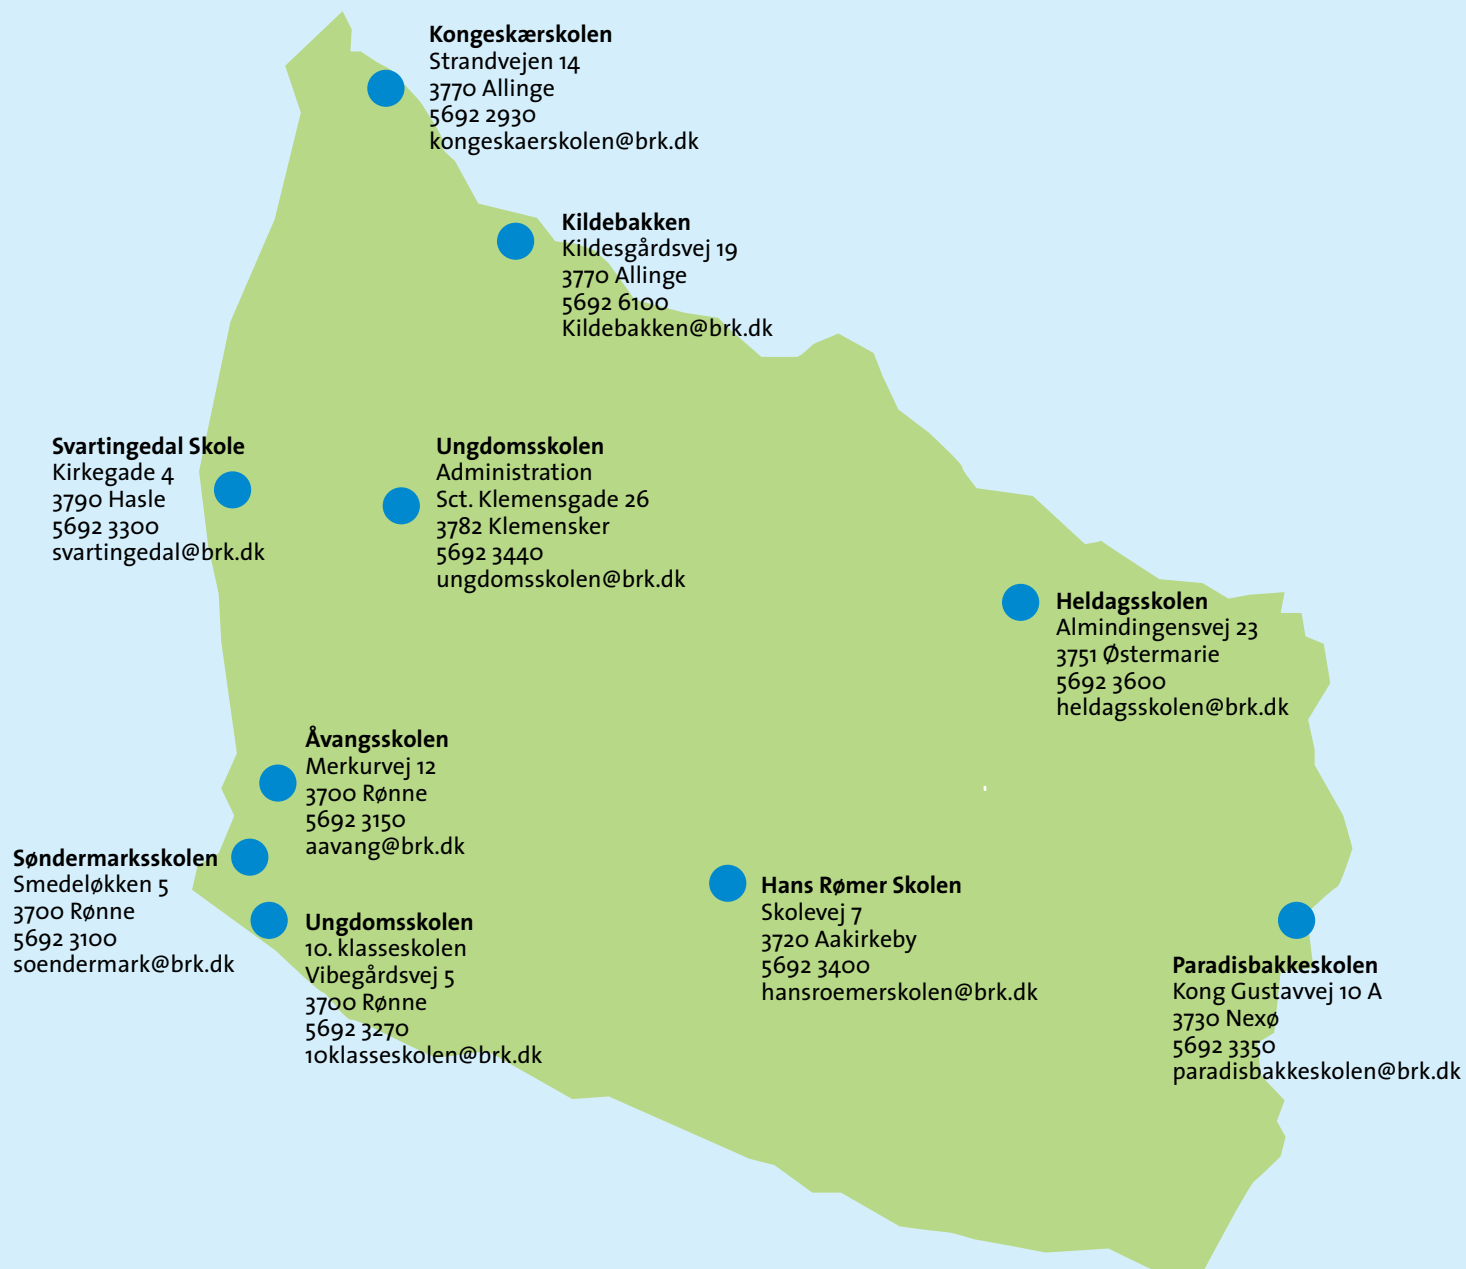 Kongeskærskolen
Strandvejen 14
3770 Allinge
5692 2930
kongeskaerskolen@brk.dk
Kildebakken
Kildesgårdsvej 19
3770 Allinge
5692 6100
Kildebakken@brk.dk
Svartingedal Skole
Kirkegade 4
3790 Hasle
5692 3300
svartingedal@brk.dk
Ungdomsskolen
Administration
Sct. Klemensgade 26
3782 Klemensker
5692 3440
ungdomsskolen@brk.dk
Heldagsskolen
Almindingensvej 23
3751 Østermarie
5692 3600
heldagsskolen@brk.dk
Åvangsskolen
Merkurvej 12
3700 Rønne
5692 3150
aavang@brk.dk
Søndermarksskolen
Smedeløkken 5
3700 Rønne
5692 3100
soendermark@brk.dk
Ungdomsskolen
10. klasseskolen
Vibegårdsvej 5
3700 Rønne
5692 3270
10klasseskolen@brk.dk
Hans Rømer Skolen
Skolevej 7
3720 Aakirkeby
5692 3400
hansroemerskolen@brk.dk
Paradisbakkeskolen
Kong Gustavvej 10 A
3730 Nexø
5692 3350
paradisbakkeskolen@brk.dk